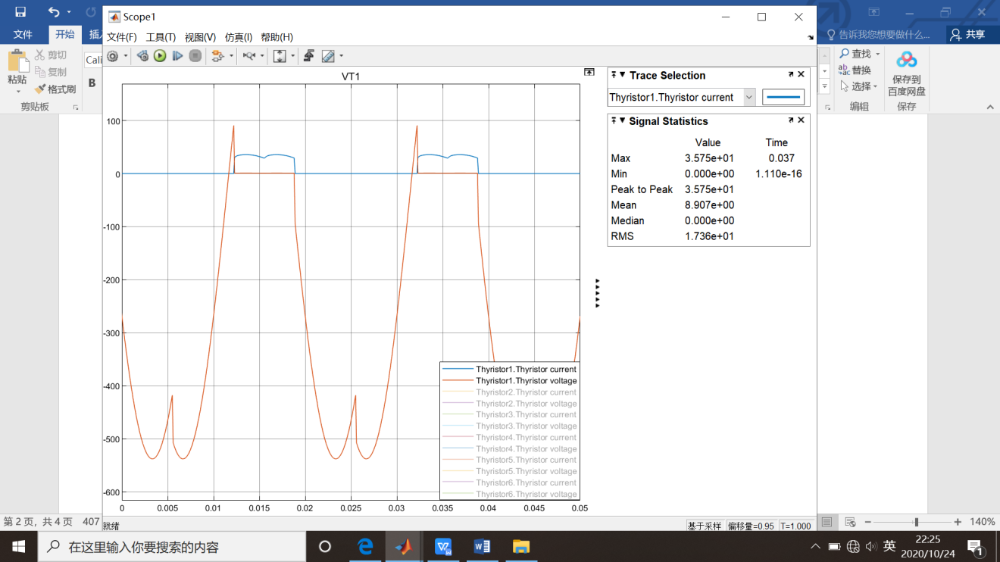 Scope1
文件
开始
插
告诉我您想要做什么...
共享
文件(F) 工具(T) 视图(V) 仿真(I) 帮助(H)
粘贴
剪切
复制
格式刷
剪贴板
Cali
B
查找
替换
选择
编辑
保存到
百度网盘
保存
VT1
100
0
-100
-200
-300
-400
-500
-600
0 0.005 0.01 0.015 0.02 0.025 0.03 0.035 0.04 0.045 0.05
Thyristor1.Thyristor current
Thyristor1.Thyristor voltage
Thyristor2.Thyristor current
Thyristor2.Thyristor voltage
Thyristor3.Thyristor current
Thyristor3.Thyristor voltage
Thyristor4.Thyristor current
Thyristor4.Thyristor voltage
Thyristor5.Thyristor current
Thyristor5.Thyristor voltage
Thyristor6.Thyristor current
Thyristor6.Thyristor voltage
Trace Selection
Thyristor1.Thyristor current
Signal Statistics
Value Time
Max 3.575e+01 0.037
Min 0.000e+00 1.110e-16
Peak to Peak 3.575e+01
Mean 8.907e+00
Median 0.000e+00
RMS 1.736e+01
第 2 页，共 4 页 407
就绪
基于采样 偏移量=0.95 T=1.000
140%
在这里输入你要搜索的内容
英
22:25
2020/10/24
1